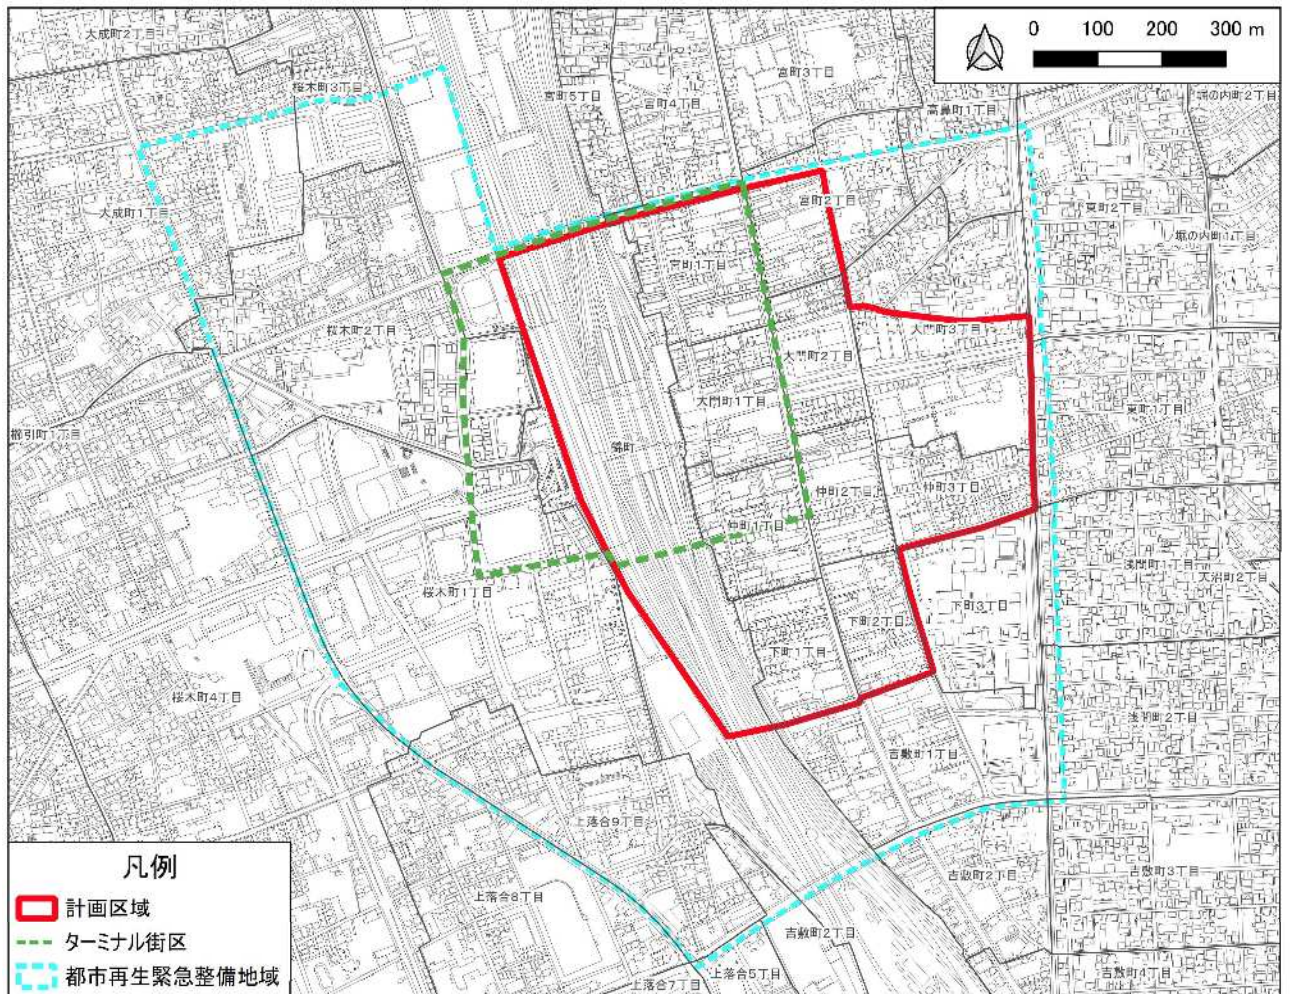 大成町2丁目
0 100 200 300 m
宮町3丁目
桜木町3丁目
宮町5丁目
宮町4丁目
高鼻町1丁目
堀の内町2丁目
大成町1丁目
宮町2丁目
東町2丁目
堀の内町1丁目
宮町1丁目
桜木町2丁目
大門町3丁目
大門町2丁目
大門町1丁目
東町1丁目
櫛引町1丁目
錦町
仲町3丁目
仲町2丁目
仲町1丁目
浅間町1丁目
大沼町2丁目
桜木町1丁目
下町3丁目
下町2丁目
下町1丁目
桜木町4丁目
浅間町2丁目
吉敷町1丁目
上落合9丁目
吉敷町2丁目
吉敷町3丁目
上落合8丁目
吉敷町2丁目
上落合5丁目
吉敷町4丁目
上落合7丁目
凡例
計画区域
ターミナル街区
都市再生緊急整備地域